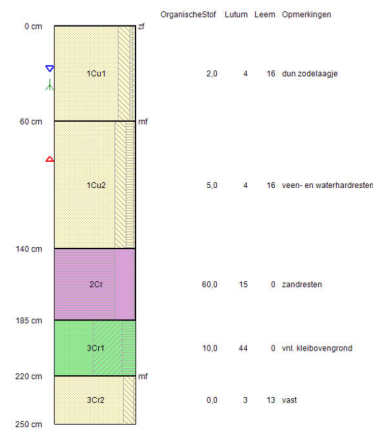 OrganischeStof Lutum Leem Opmerkingen
0 cm zf
1Cu1 2,0 4 16 dun zodelaagje
60 cm mf
1Cu2 5,0 4 16 veen- en waterhardresten
140 cm
2Cr 60,0 15 0 zandresten
185 cm
3Cr1 10,0 44 0 vnl. kleibovengrond
220 cm mf
3Cr2 0,0 3 13 vast
250 cm